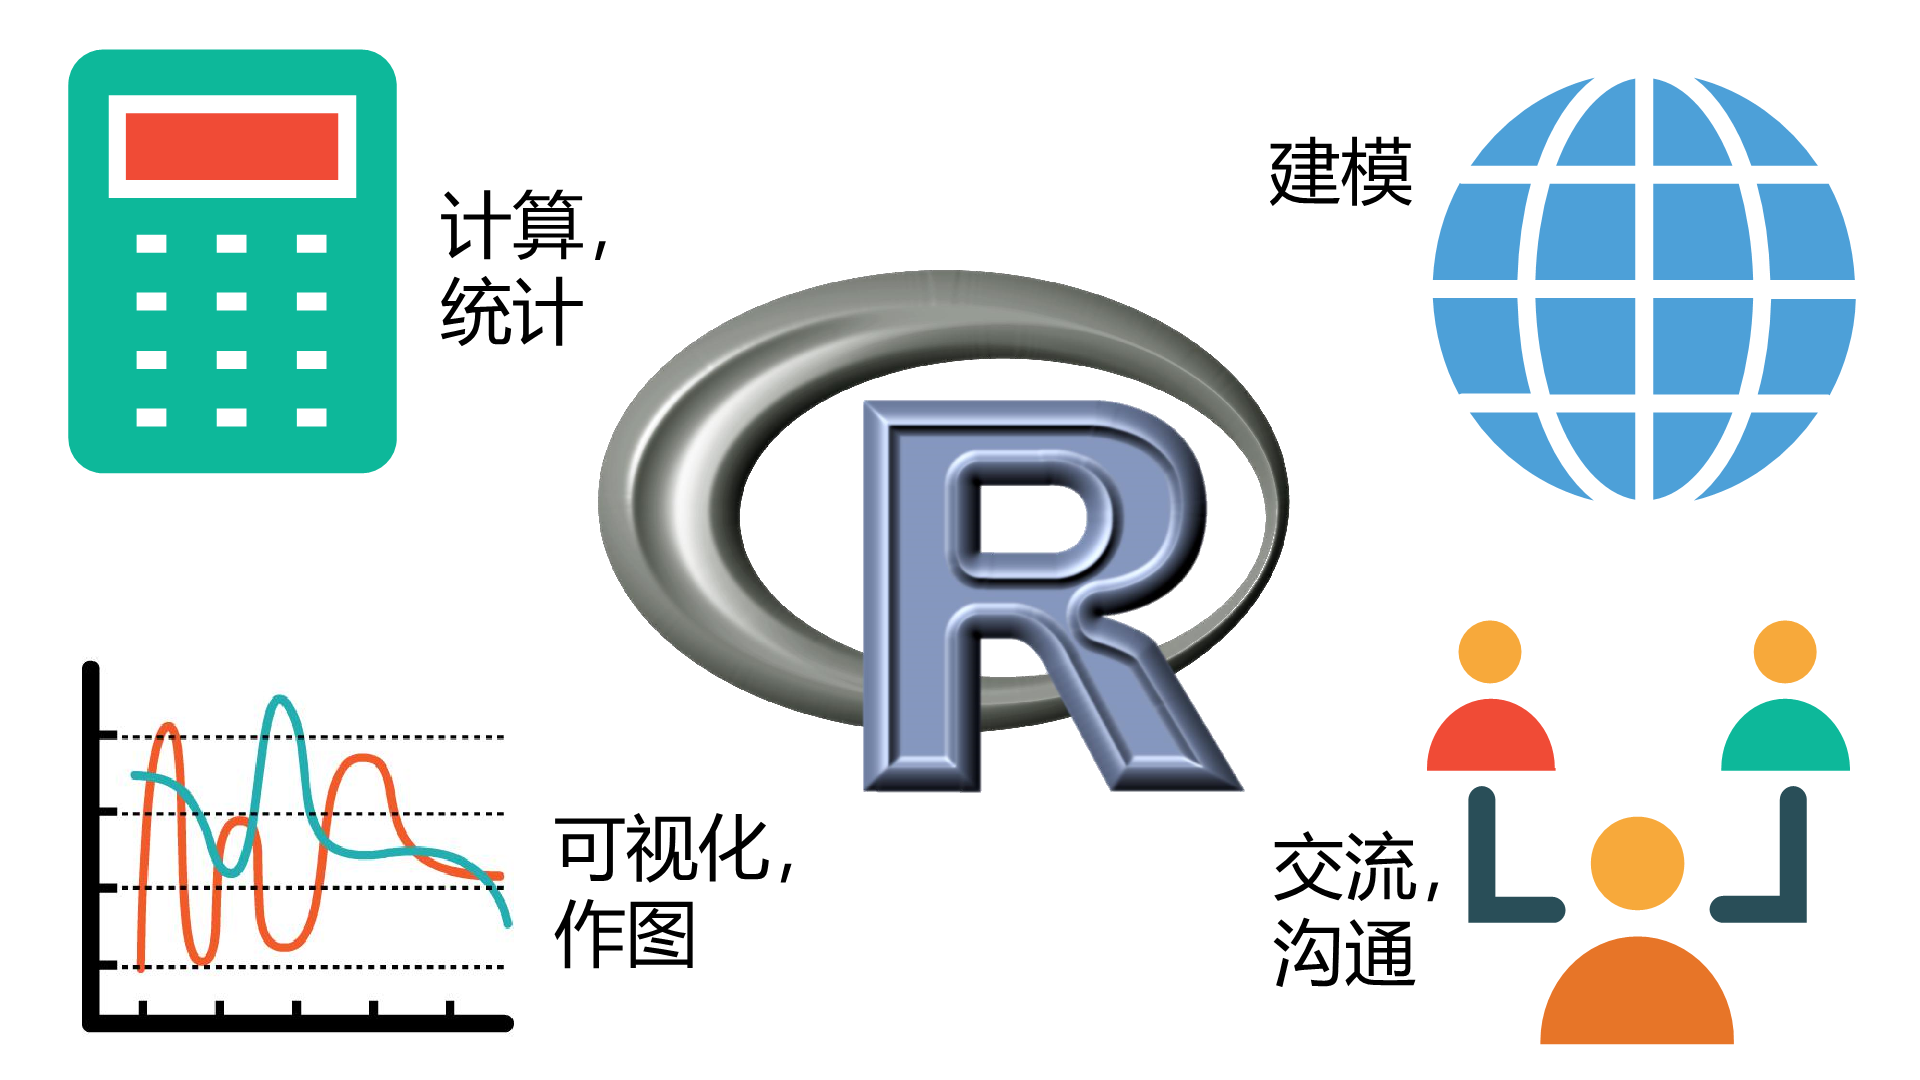 计算,
统计
建模
R
可视化,
作图
交流,
沟通